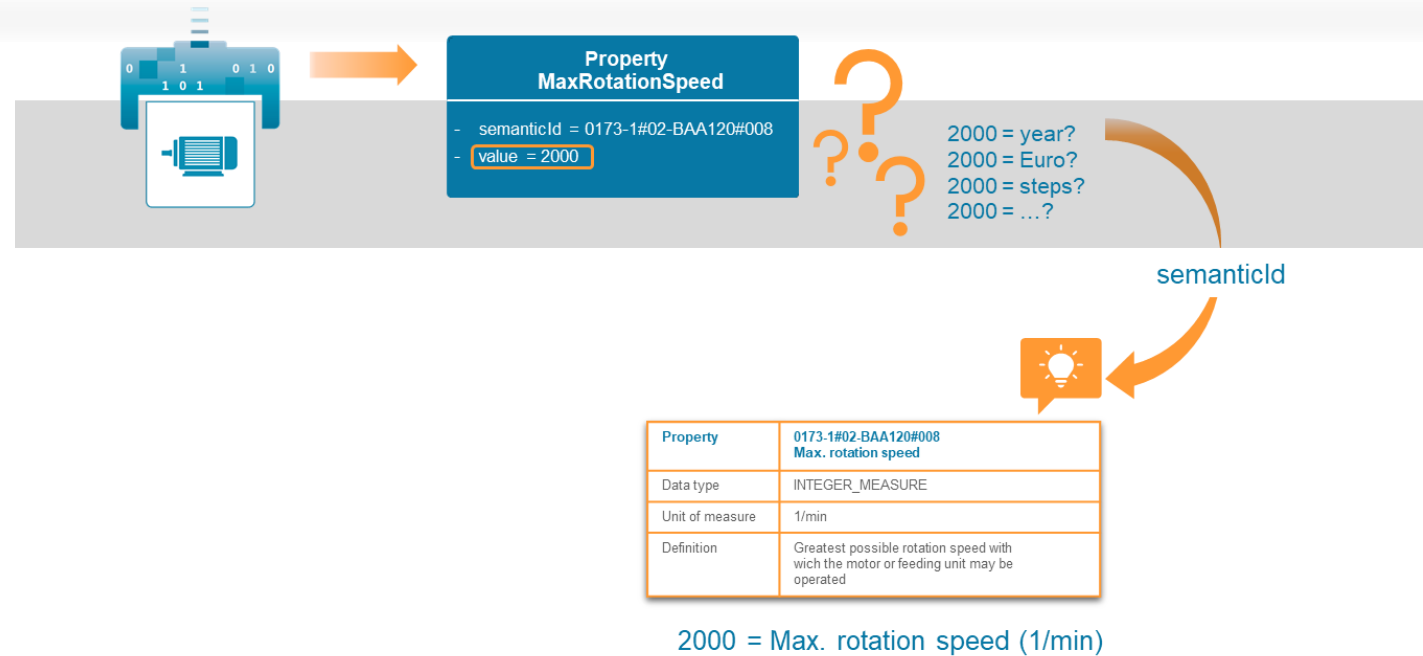 0 1 0 1 0
1 0 1
Property
MaxRotationSpeed
- semanticId = 0173-1#02-BAA120#008
- value = 2000
? ? ?
2000 = year?
2000 = Euro?
2000 = steps?
2000 = …?
semanticId
Property 0173-1#02-BAA120#008
Max. rotation speed
Data type INTEGER_MEASURE
Unit of measure 1/min
Definition Greatest possible rotation speed with
wich the motor or feeding unit may be
operated
2000 = Max. rotation speed (1/min)